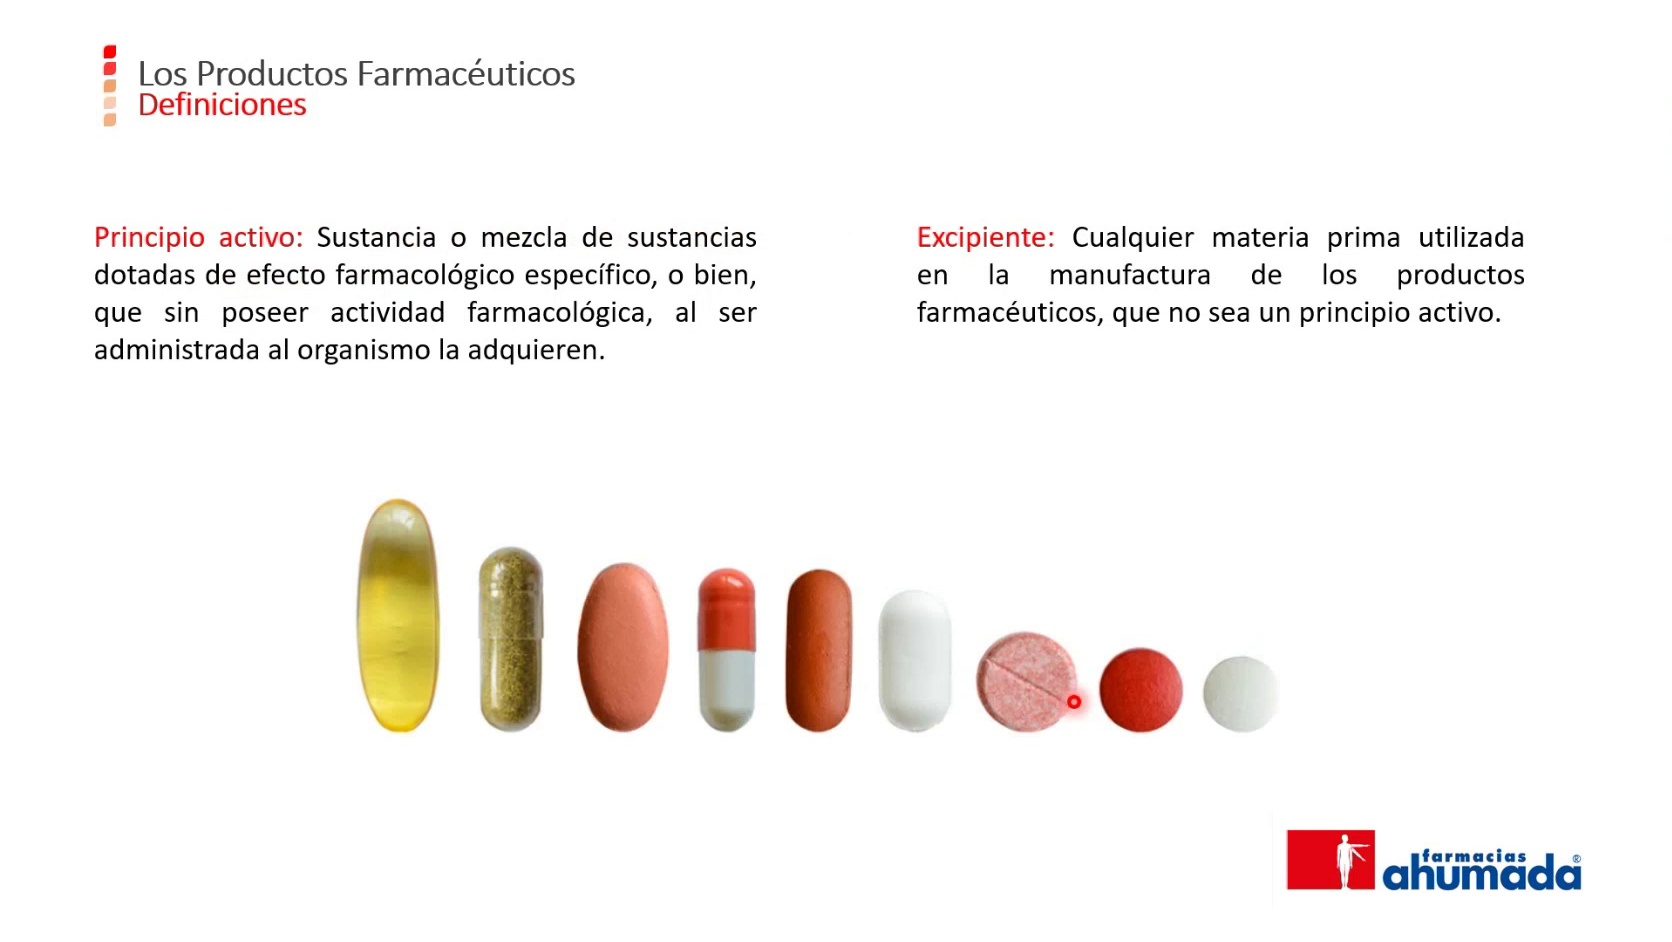 Los Productos Farmacéuticos
Definiciones
Principio activo: Sustancia o mezcla de sustancias
dotadas de efecto farmacológico específico, o bien,
que sin poseer actividad farmacológica, al ser
administrada al organismo la adquieren.
Excipiente: Cualquier materia prima utilizada
en la manufactura de los productos
farmacéuticos, que no sea un principio activo.
farmacias
ahumada®